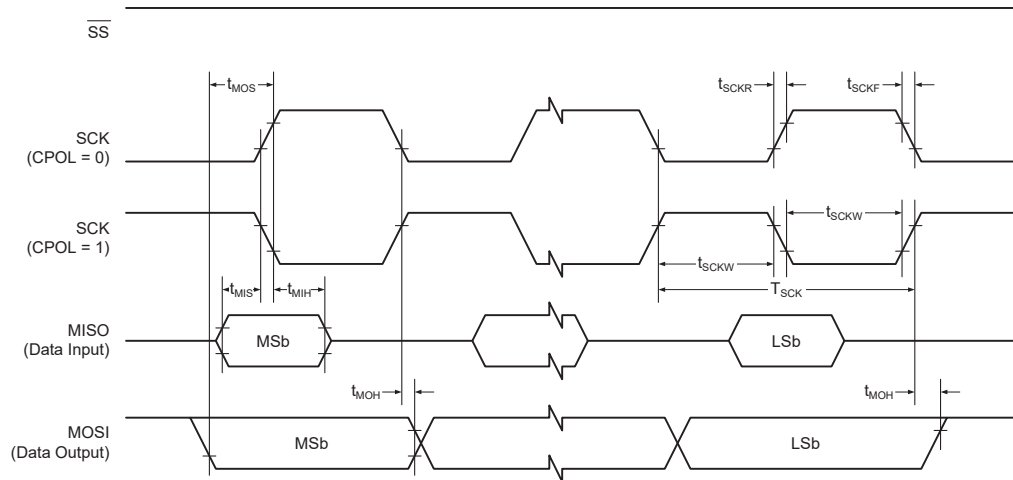 SS
tMOS
tSCKR
tSCKF
SCK
(CPOL = 0)
SCK
(CPOL = 1)
tSCKW
tSCKW
tMIS
tMIH
TSCK
MISO
(Data Input)
MSb
LSb
tMOH
tMOH
MOSI
(Data Output)
MSb
LSb